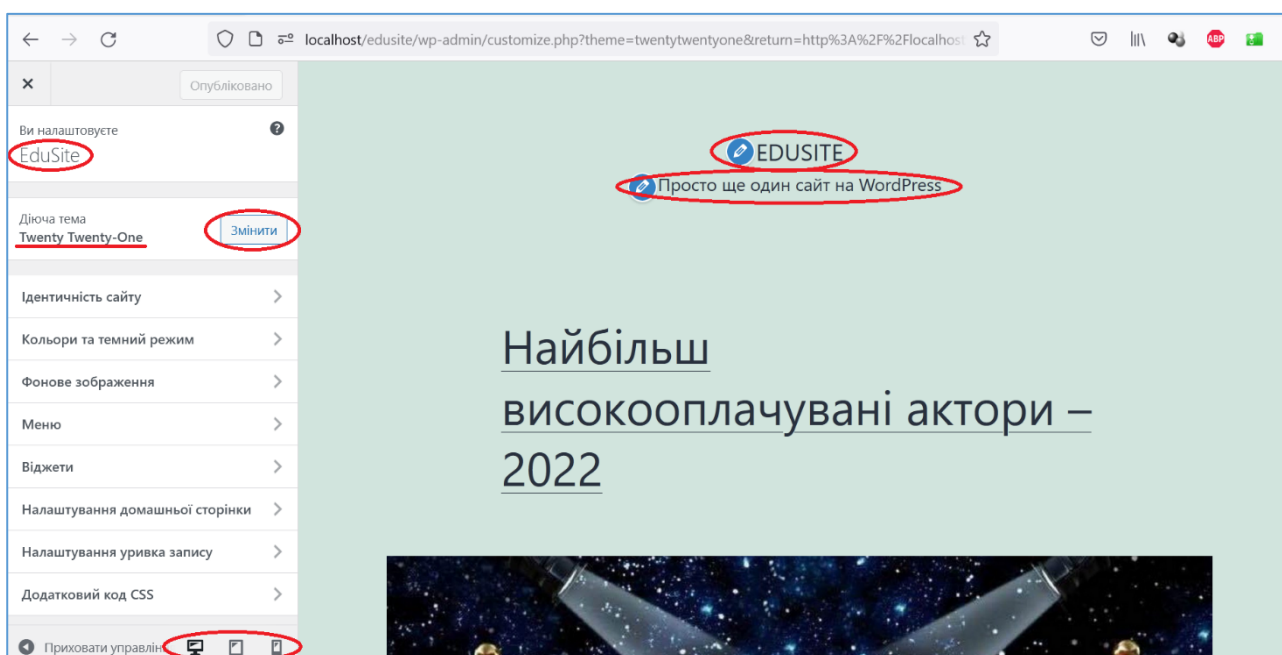 localhost/edusite/wp-admin/customize.php?theme=twentytwentyone&return=http%3A%2F%2Flocalhost
ABP
Опубліковано
Ви налаштовуєте
EduSite
Діюча тема
Twenty Twenty-One
Змінити
Ідентичність сайту
Кольори та темний режим
Фонове зображення
Меню
Віджети
Налаштування домашньої сторінки
Налаштування уривка запису
Додатковий код CSS
Приховати управлін
EDUSITE
Просто ще один сайт на WordPress
Найбільш
високооплачувані актори –
2022